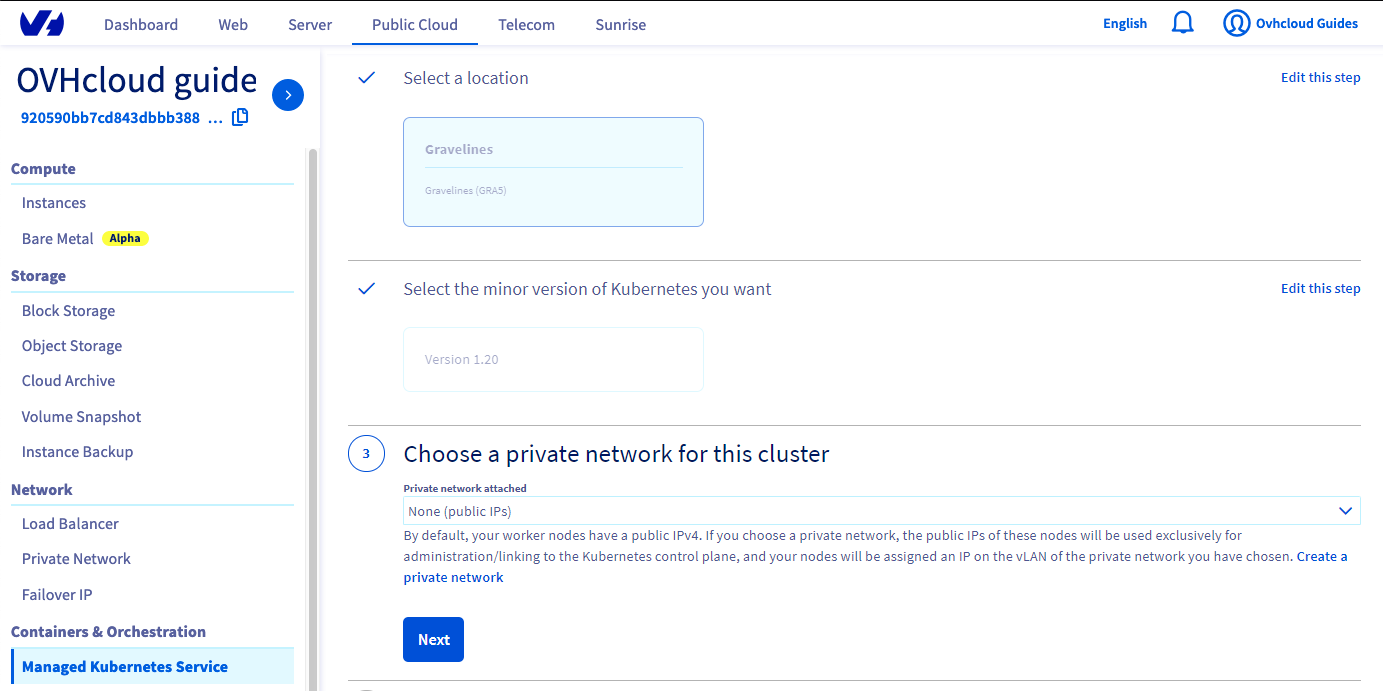 Dashboard Web Server Public Cloud Telecom Sunrise English Ovhcloud Guides
OVHcloud guide
920590bb7cd843dbbb388 ...
Compute
Instances
Bare Metal Alpha
Storage
Block Storage
Object Storage
Cloud Archive
Volume Snapshot
Instance Backup
Network
Load Balancer
Private Network
Failover IP
Containers & Orchestration
Managed Kubernetes Service
Select a location Edit this step
Gravelines
Gravelines (GRA5)
Select the minor version of Kubernetes you want Edit this step
Version 1.20
3 Choose a private network for this cluster
Private network attached
None (public IPs)
By default, your worker nodes have a public IPv4. If you choose a private network, the public IPs of these nodes will be used exclusively for
administration/linking to the Kubernetes control plane, and your nodes will be assigned an IP on the vLAN of the private network you have chosen. Create a
private network
Next